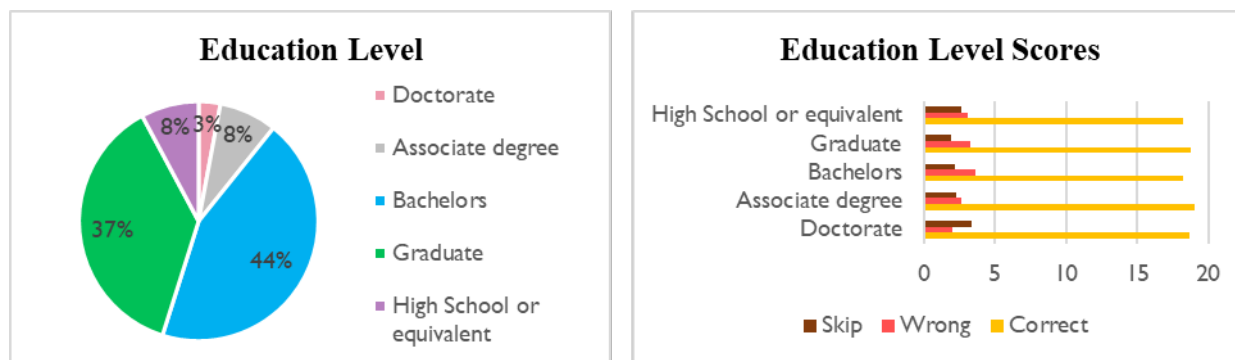 Education Level
Doctorate
Associate degree
Bachelors
Graduate
High School or
equivalent
3%
8%
44%
37%
8%
Education Level Scores
High School or equivalent
Graduate
Bachelors
Associate degree
Doctorate
0 5 10 15 20
Skip Wrong Correct